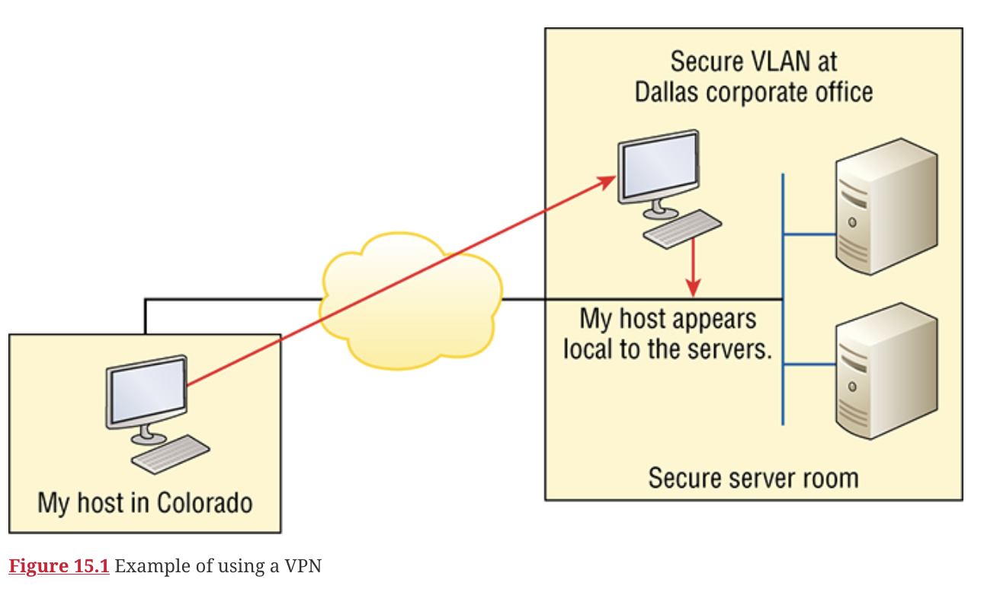 Secure VLAN at
Dallas corporate office
My host appears
local to the servers.
Secure server room
My host in Colorado
Figure 15.1 Example of using a VPN